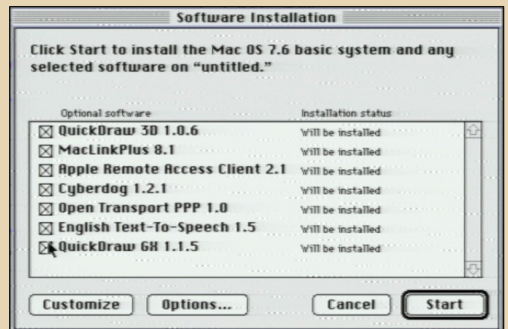 Software Installation
Click Start to install the Mac OS 7.6 basic system and any
selected software on “untitled.”
Optional software Installation status
QuickDraw 3D 1.0.6 Will be installed
MacLinkPlus 8.1 Will be installed
Apple Remote Access Client 2.1 Will be installed
Cyberdog 1.2.1 Will be installed
Open Transport PPP 1.0 Will be installed
English Text-To-Speech 1.5 Will be installed
QuickDraw GX 1.1.5 Will be installed
Customize Options... Cancel Start